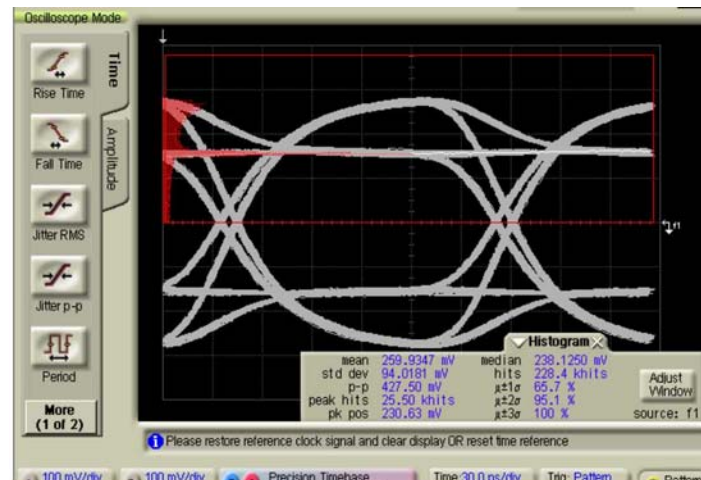 Oscilloscope Mode
Time
Amplitude
Rise Time
Fall Time
Jitter RMS
Jitter p-p
Period
More
(1 of 2)
f1
Histogram
mean 259.9347 mV median 238.1250 mV
std dev 94.0181 mV hits 228.4 khits
p-p 427.50 mV μ±1σ 65.7 %
peak hits 25.50 khits μ±2σ 95.1 %
pk pos 230.63 mV μ±3σ 100 %
Adjust
Window
source: f1
Please restore reference clock signal and clear display OR reset time reference
100 mV/div
100 mV/div
Precision Timebase
Time:30.0 ps/div
Trig: Pattern